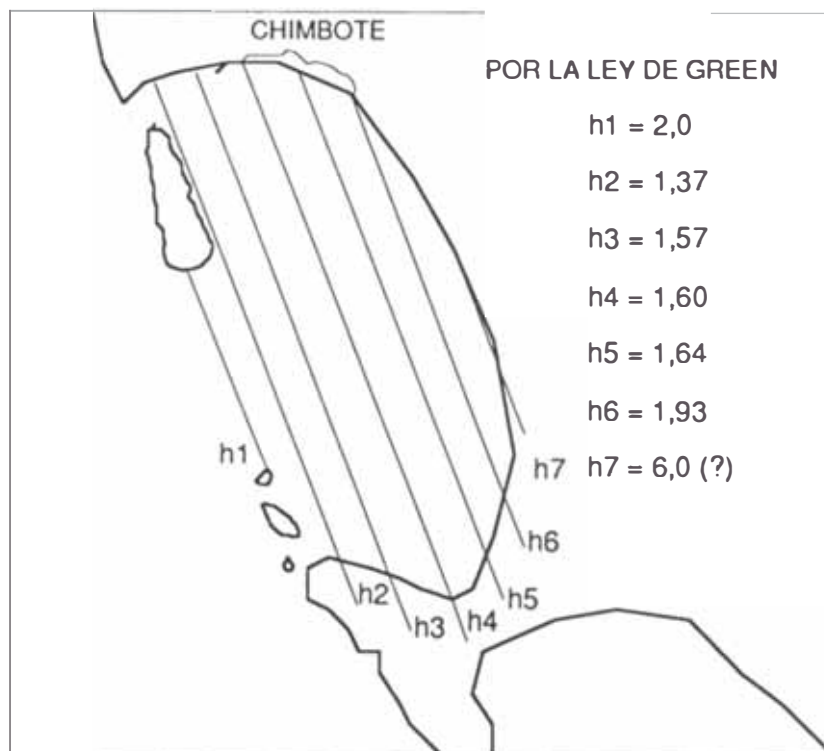 CHIMBOTE
POR LA LEY DE GREEN
h1 = 2,0
h2 = 1,37
h3 = 1,57
h4 = 1,60
h5 = 1,64
h6 = 1,93
h7 = 6,0 (?)
h1
h7
h6
h2
h5
h3
h4